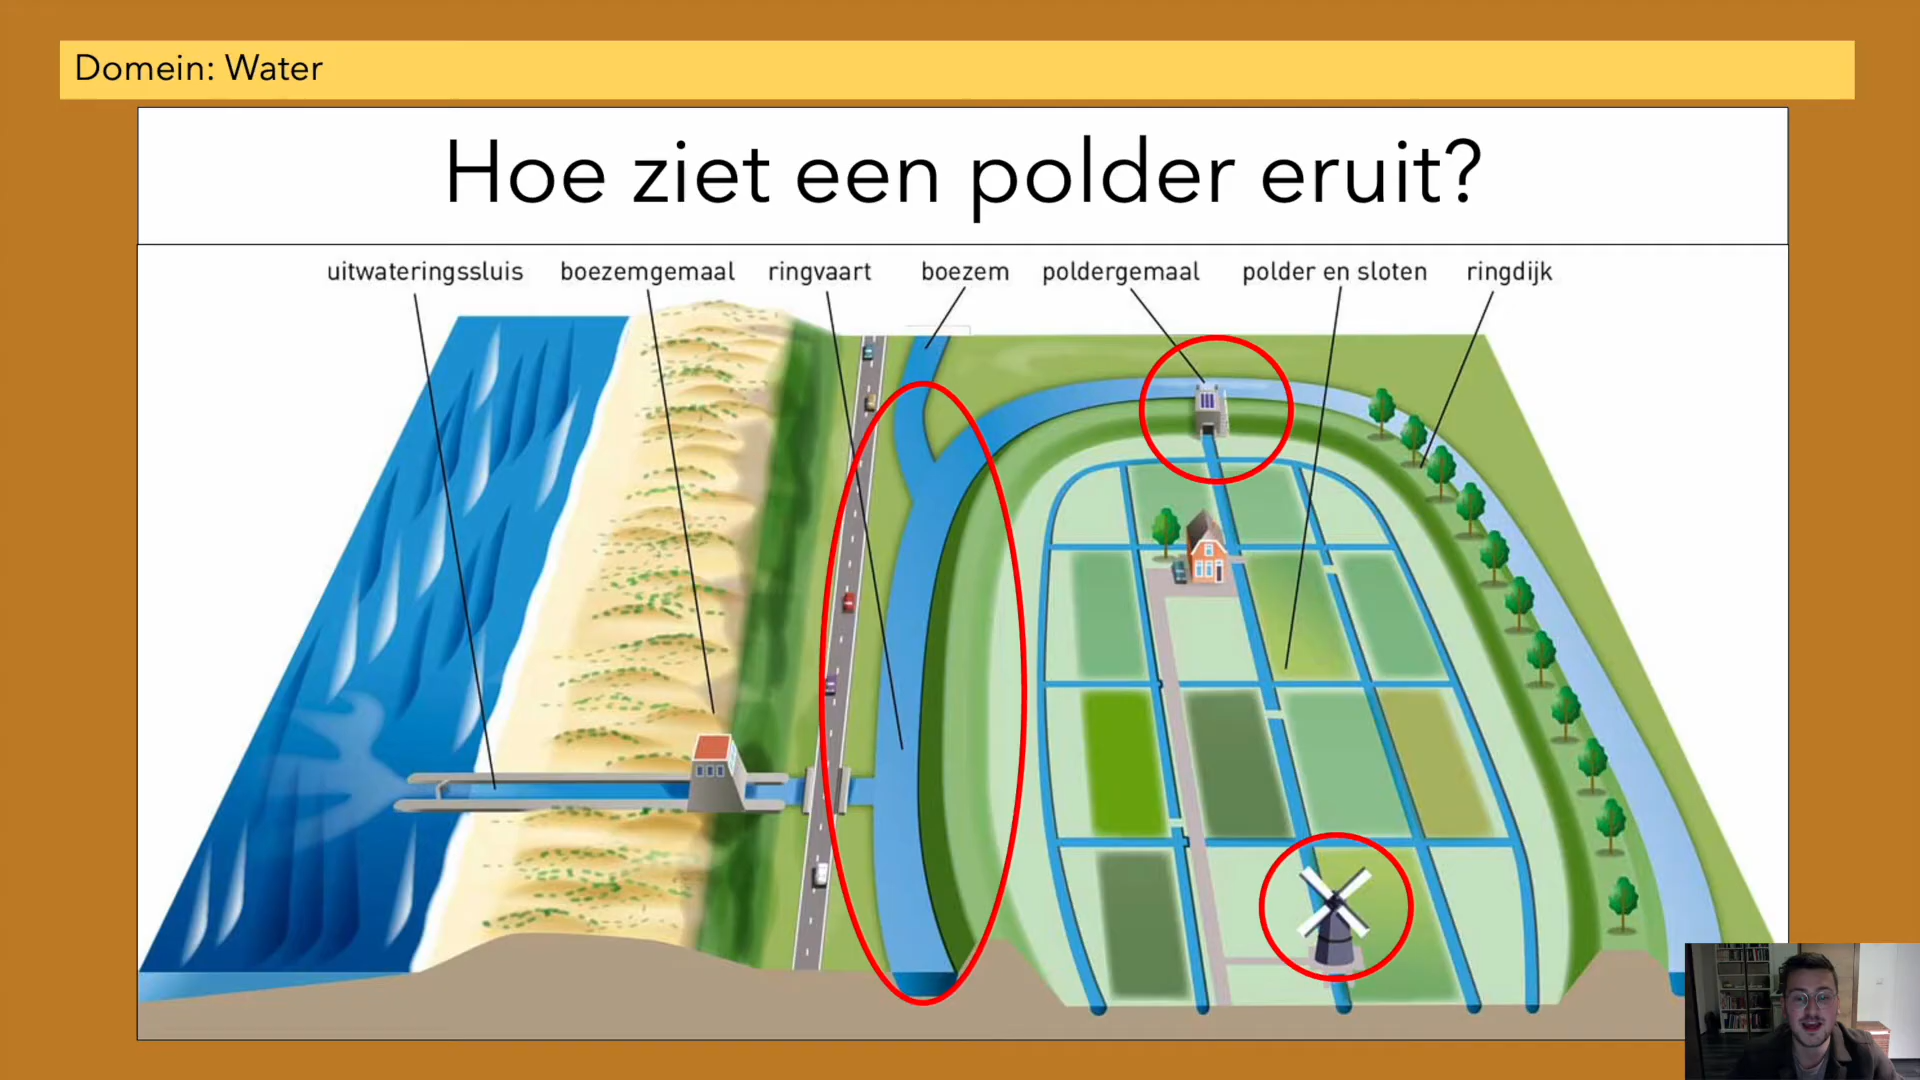 Domein: Water
Hoe ziet een polder eruit?
uitwateringssluis boezemgemaal ringvaart boezem poldergemaal polder en sloten ringdijk